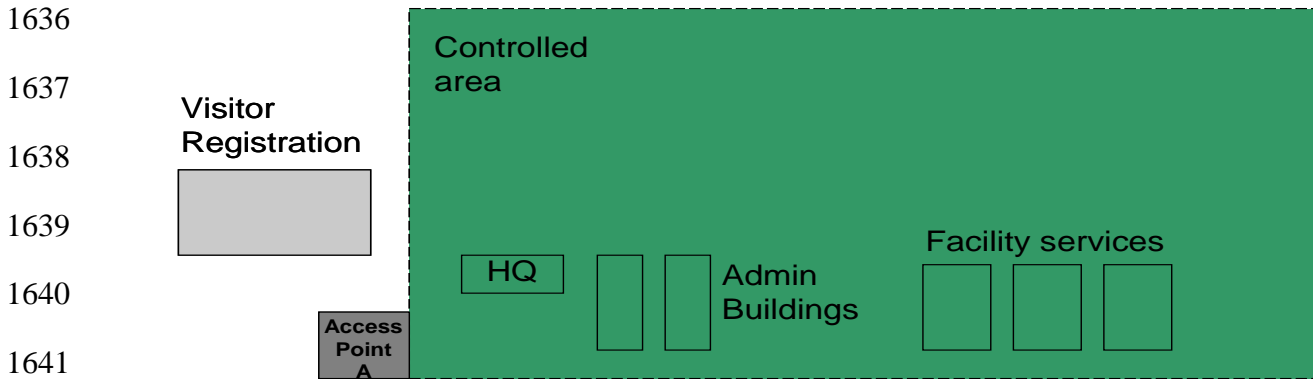 1636
Controlled
area
1637
Visitor
Registration
1638
1639
Facility services
HQ
Admin
Buildings
1640
Access
Point
A
1641